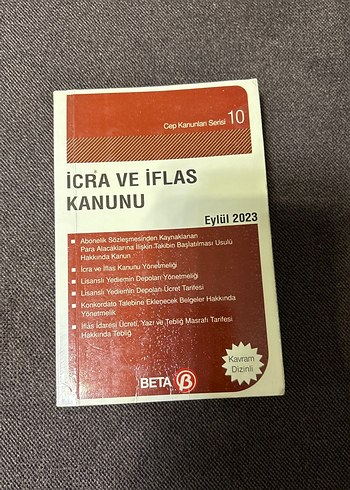 Cep Kanunları Serisi 10
İCRA VE İFLAS
KANUNU
Eylül 2023
Abonelik Sözleşmesinden Kaynaklanan
Para Alacaklarına İlişkin Takibin Başlatılması Usulü
Hakkında Kanun
İcra ve İflas Kanunu Yönetmeliği
Lisanslı Yediemin Depoları Yönetmeliği
Lisanslı Yediemin Depoları Ücret Tarifesi
Konkordato Talebine Eklenecek Belgeler Hakkında
Yönetmelik
İflas İdaresi Ücreti, Yazı ve Tebliğ Masrafı Tarifesi
Hakkında Tebliğ
Kavram
Dizinli
BETA β